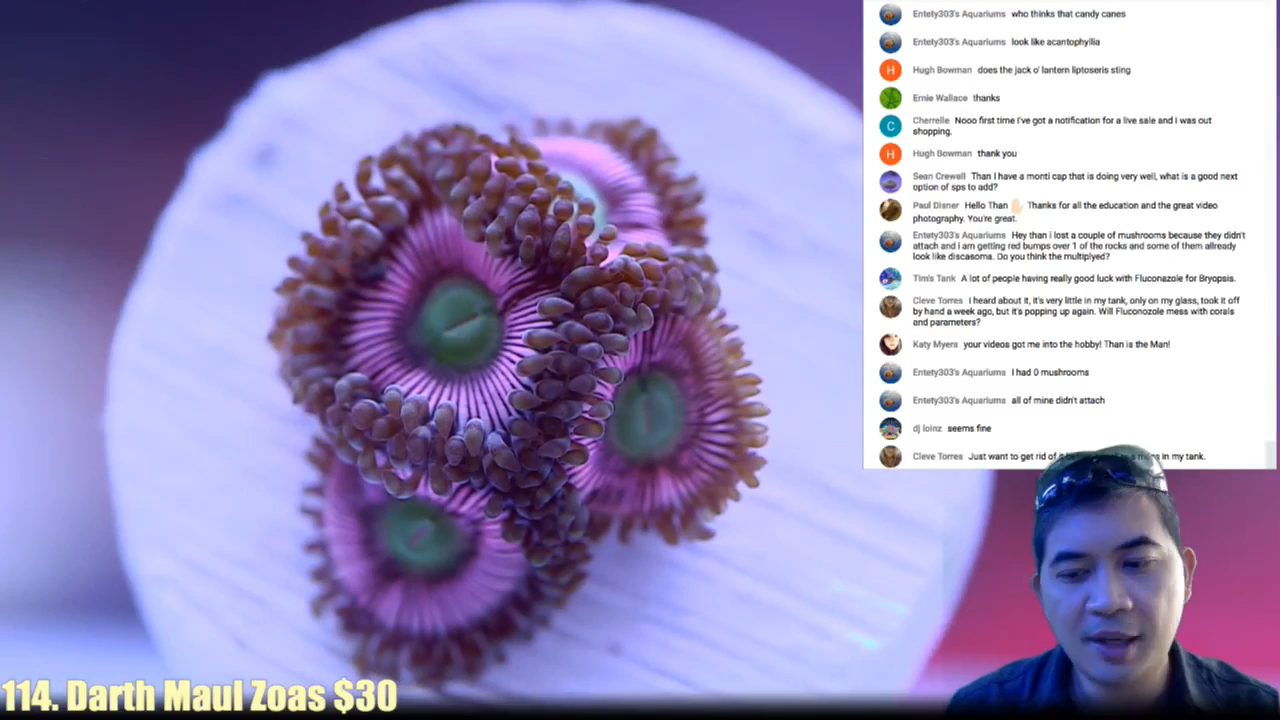 Entety303's Aquariums who thinks that candy canes
Entety303's Aquariums look like acantophyllia
Hugh Bowman does the jack o' lantern liptoseris sting
Ernie Wallace thanks
Cherrelle Nooo first time I've got a notification for a live sale and I was out
shopping.
Hugh Bowman thank you
Sean Crewell Than I have a monti cap that is doing very well, what is a good next
option of sps to add?
Paul Disner Hello Than ✋🏻 Thanks for all the education and the great video
photography. You're great.
Entety303's Aquariums Hey than i lost a couple of mushrooms because they didn't
attach and i am getting red bumps over 1 of the rocks and some of them allready
look like discasoma. Do you think the multiplyed?
Tim's Tank A lot of people having really good luck with Fluconazole for Bryopsis.
Cleve Torres I heard about it, it's very little in my tank, only on my glass, took it off
by hand a week ago, but it's popping up again. Will Fluconozole mess with corals
and parameters?
Katy Myers your videos got me into the hobby! Than is the Man!
Entety303's Aquariums I had 0 mushrooms
Entety303's Aquariums all of mine didn't attach
dj loinz seems fine
Cleve Torres Just want to get rid of it in my tank.
H
C
H
114. Darth Maul Zoas $30